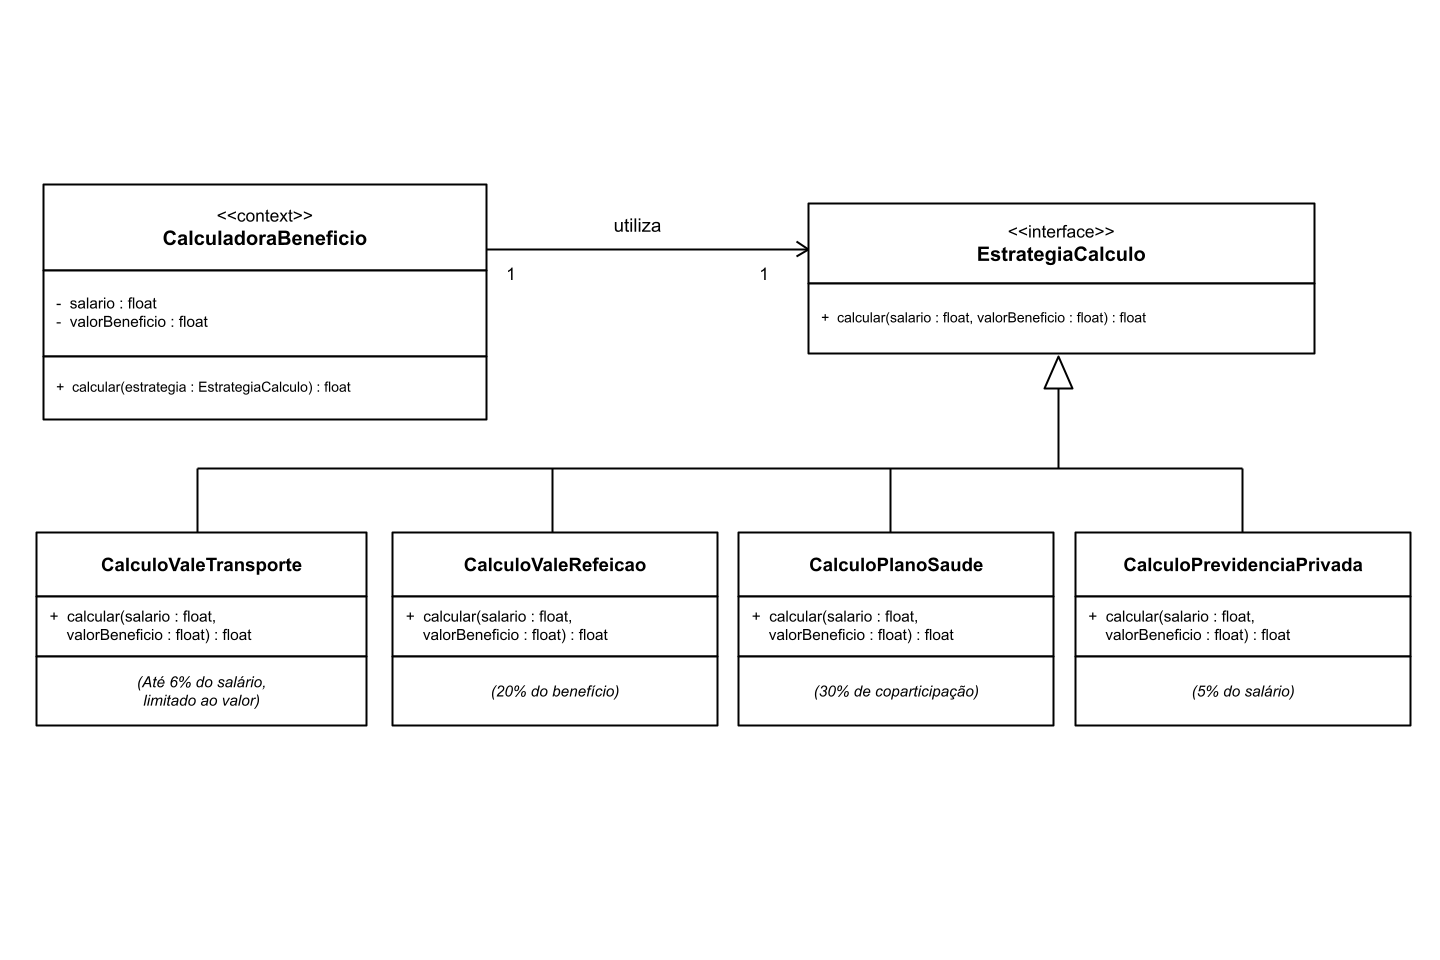 <<context>>
CalculadoraBeneficio
- salario : float
- valorBeneficio : float
+ calcular(estrategia : EstrategiaCalculo) : float
utiliza
1
1
<<interface>>
EstrategiaCalculo
+ calcular(salario : float, valorBeneficio : float) : float
CalculoValeTransporte
+ calcular(salario : float,
valorBeneficio : float) : float
(Até 6% do salário,
limitado ao valor)
CalculoValeRefeicao
+ calcular(salario : float,
valorBeneficio : float) : float
(20% do benefício)
CalculoPlanoSaude
+ calcular(salario : float,
valorBeneficio : float) : float
(30% de coparticipação)
CalculoPrevidenciaPrivada
+ calcular(salario : float,
valorBeneficio : float) : float
(5% do salário)